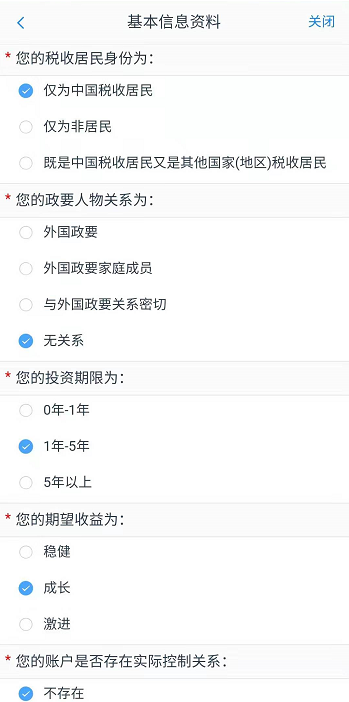 基本信息资料 关闭
* 您的税收居民身份为：
仅为中国税收居民
仅为非居民
既是中国税收居民又是其他国家(地区)税收居民
* 您的政要人物关系为：
外国政要
外国政要家庭成员
与外国政要关系密切
无关系
* 您的投资期限为：
0年-1年
1年-5年
5年以上
* 您的期望收益为：
稳健
成长
激进
* 您的账户是否存在实际控制关系：
不存在